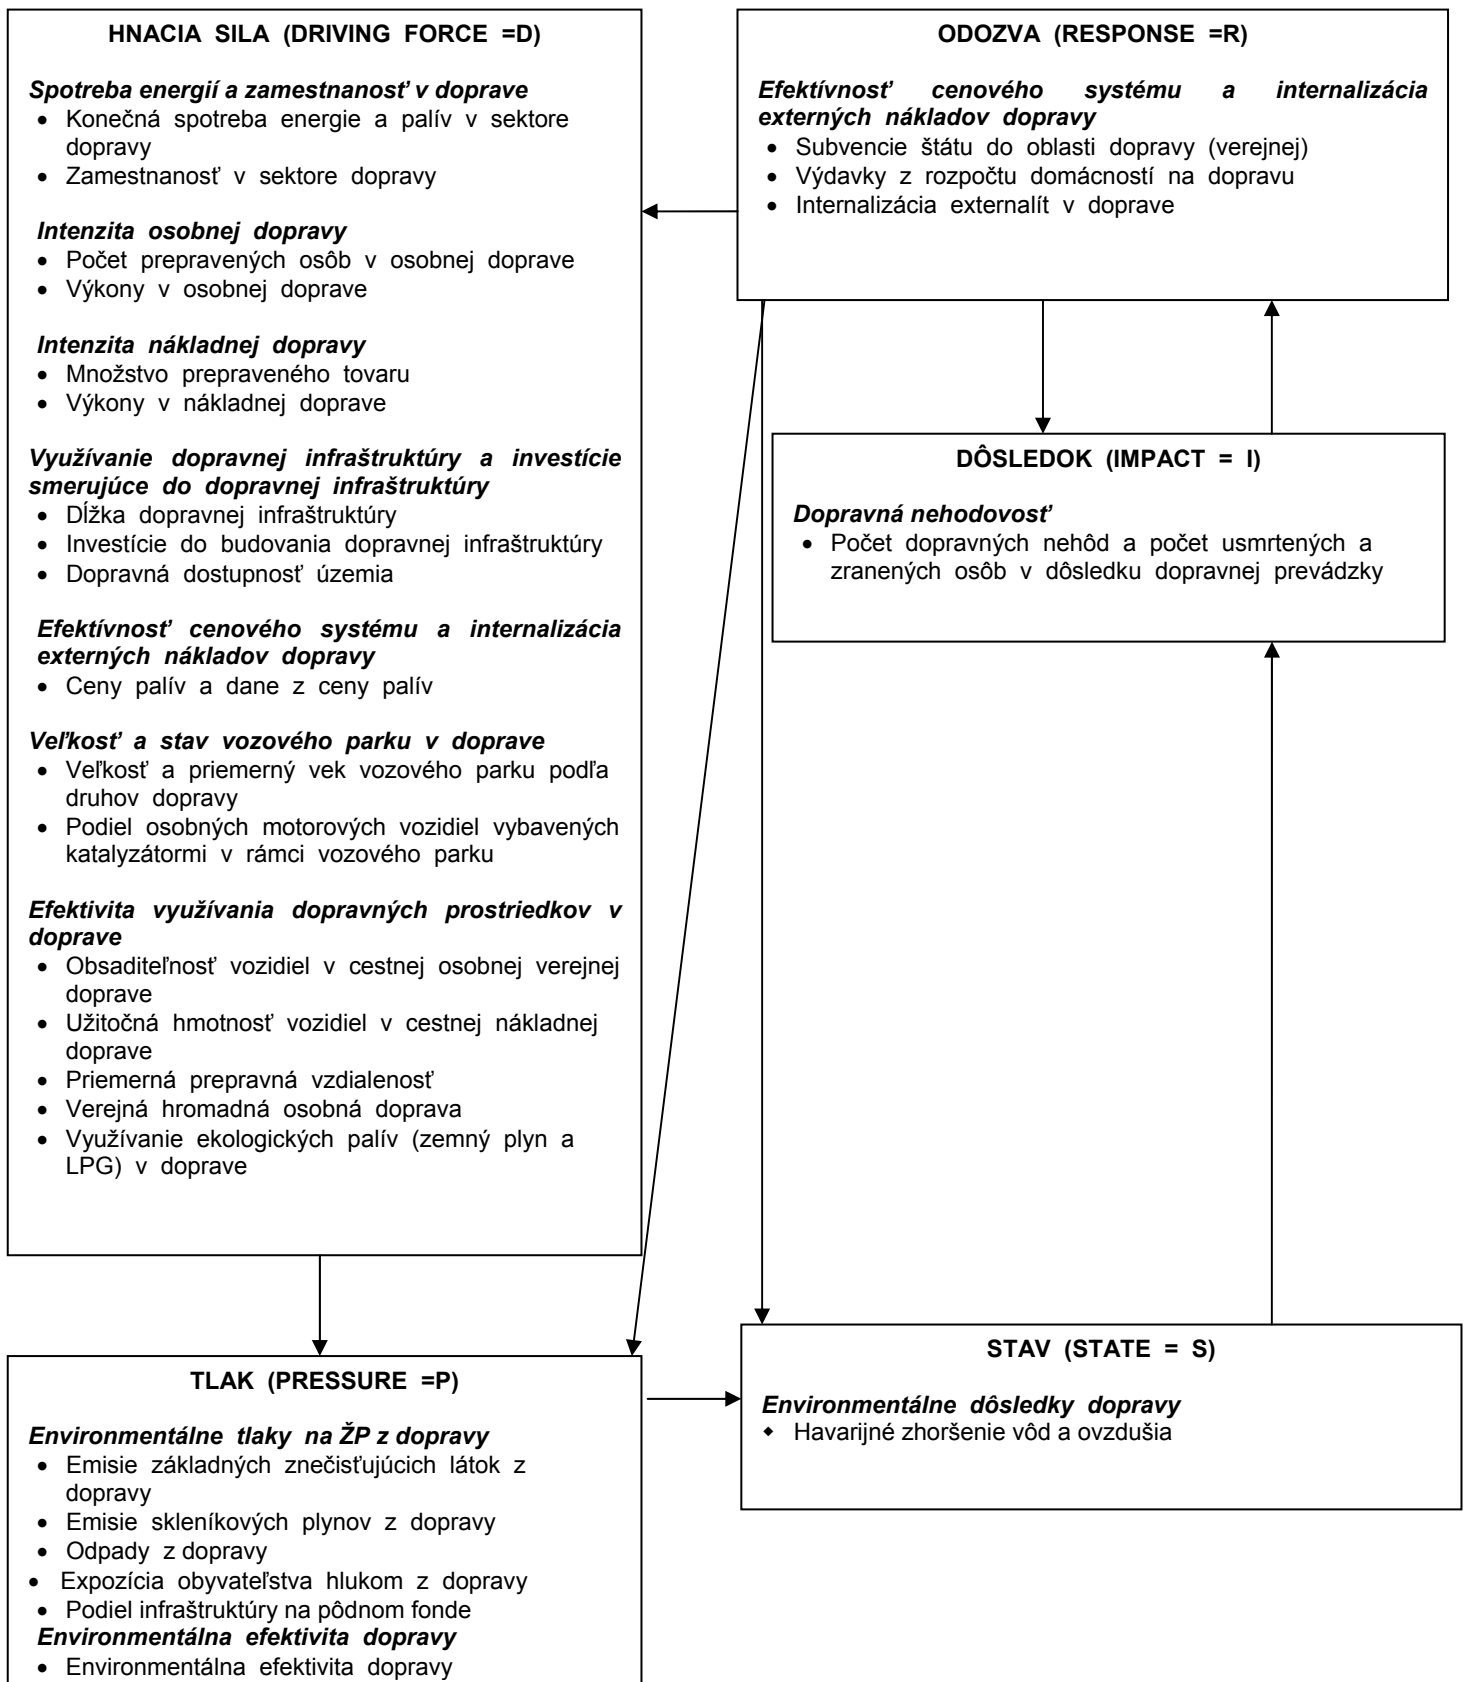 HNACIA SILA (DRIVING FORCE =D)
Spotreba energií a zamestnanosť v doprave
• Konečná spotreba energie a palív v sektore
dopravy
• Zamestnanosť v sektore dopravy
Intenzita osobnej dopravy
• Počet prepravených osôb v osobnej doprave
• Výkony v osobnej doprave
Intenzita nákladnej dopravy
• Množstvo prepraveného tovaru
• Výkony v nákladnej doprave
Využívanie dopravnej infraštruktúry a investície
smerujúce do dopravnej infraštruktúry
• Dĺžka dopravnej infraštruktúry
• Investície do budovania dopravnej infraštruktúry
• Dopravná dostupnosť územia
Efektívnosť cenového systému a internalizácia
externých nákladov dopravy
• Ceny palív a dane z ceny palív
Veľkosť a stav vozového parku v doprave
• Veľkosť a priemerný vek vozového parku podľa
druhov dopravy
• Podiel osobných motorových vozidiel vybavených
katalyzátormi v rámci vozového parku
Efektivita využívania dopravných prostriedkov v
doprave
• Obsaditeľnosť vozidiel v cestnej osobnej verejnej
doprave
• Užitočná hmotnosť vozidiel v cestnej nákladnej
doprave
• Priemerná prepravná vzdialenosť
• Verejná hromadná osobná doprava
• Využívanie ekologických palív (zemný plyn a
LPG) v doprave
ODOZVA (RESPONSE =R)
Efektívnosť cenového systému a internalizácia
externých nákladov dopravy
• Subvencie štátu do oblasti dopravy (verejnej)
• Výdavky z rozpočtu domácností na dopravu
• Internalizácia externalít v doprave
DÔSLEDOK (IMPACT = I)
Dopravná nehodovosť
• Počet dopravných nehôd a počet usmrtených a
zranených osôb v dôsledku dopravnej prevádzky
TLAK (PRESSURE =P)
Environmentálne tlaky na ŽP z dopravy
• Emisie základných znečisťujúcich látok z
dopravy
• Emisie skleníkových plynov z dopravy
• Odpady z dopravy
• Expozícia obyvateľstva hlukom z dopravy
• Podiel infraštruktúry na pôdnom fonde
Environmentálna efektivita dopravy
• Environmentálna efektivita dopravy
STAV (STATE = S)
Environmentálne dôsledky dopravy
◆ Havarijné zhoršenie vôd a ovzdušia